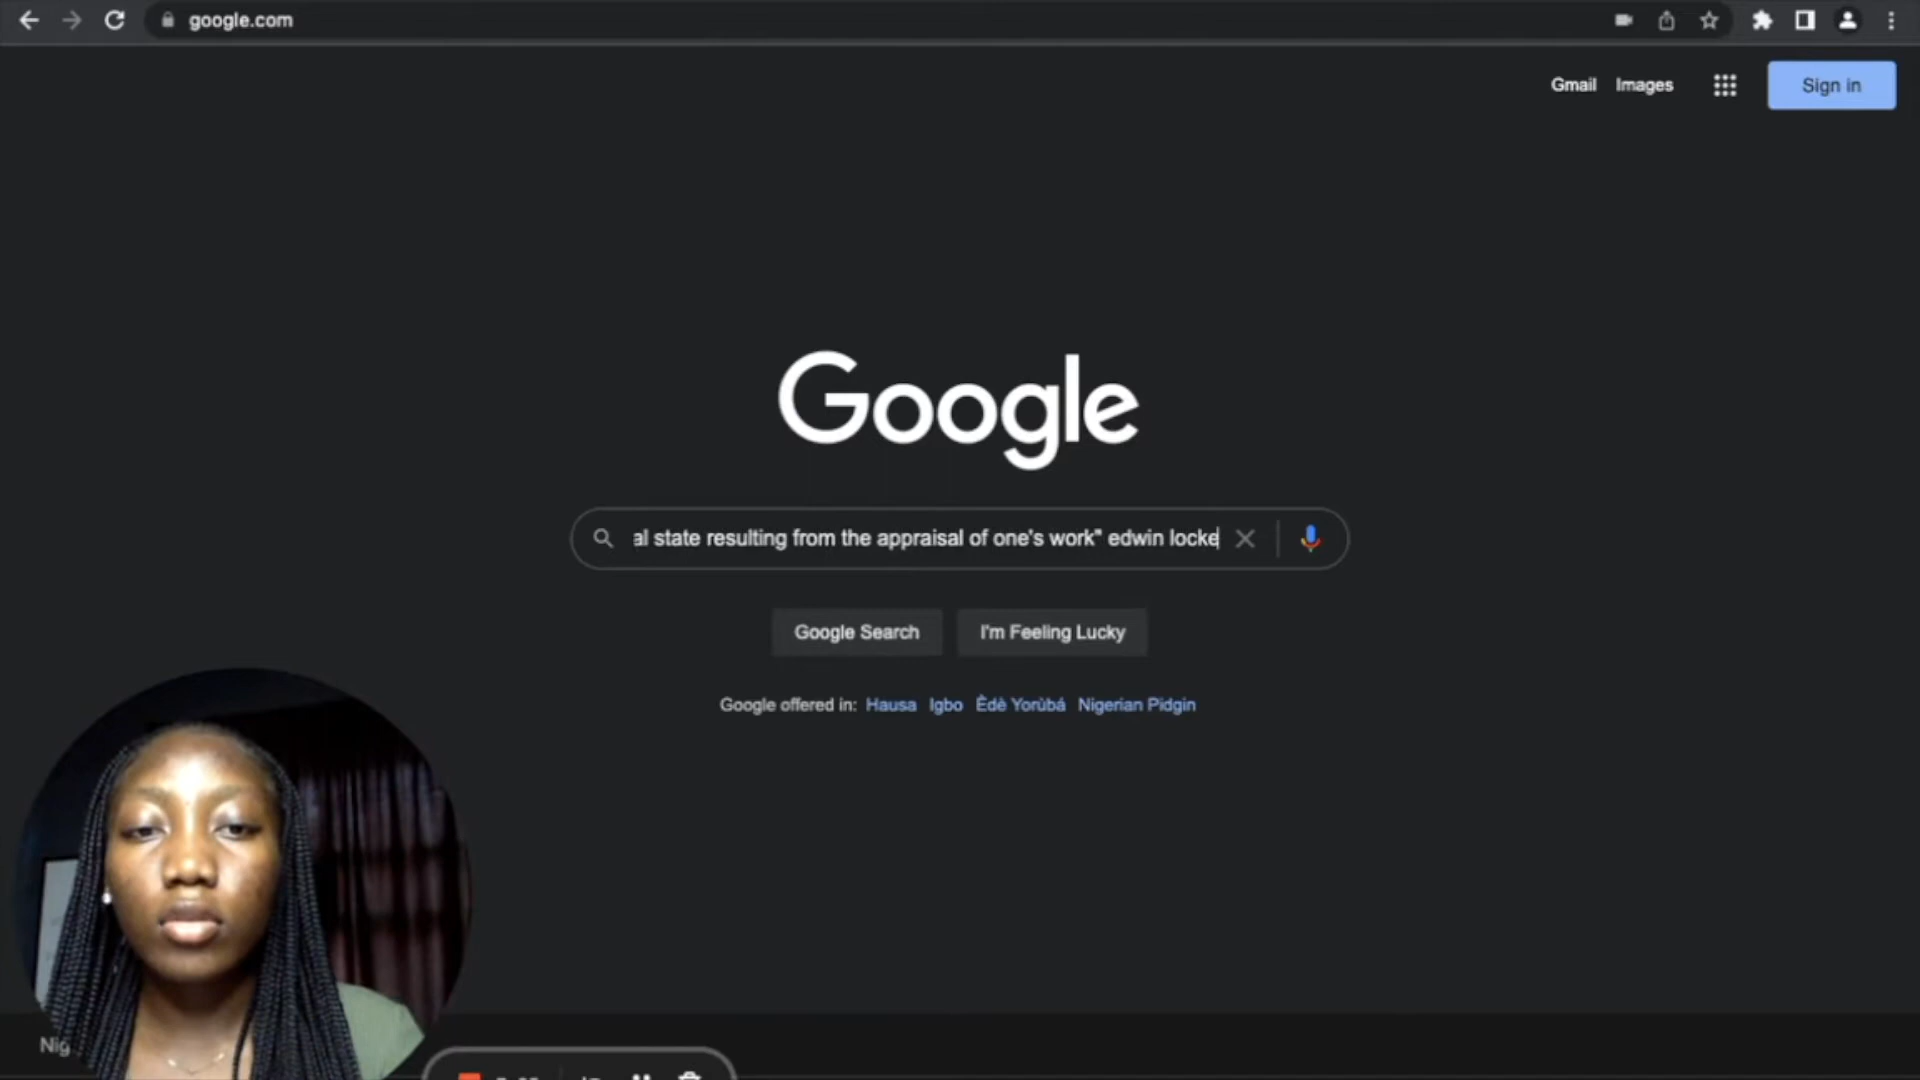 google.com
Gmail Images Sign in
Google
al state resulting from the appraisal of one's work" edwin locke
Google Search I'm Feeling Lucky
Google offered in: Hausa Igbo Èdè Yorùbá Nigerian Pidgin
Nig